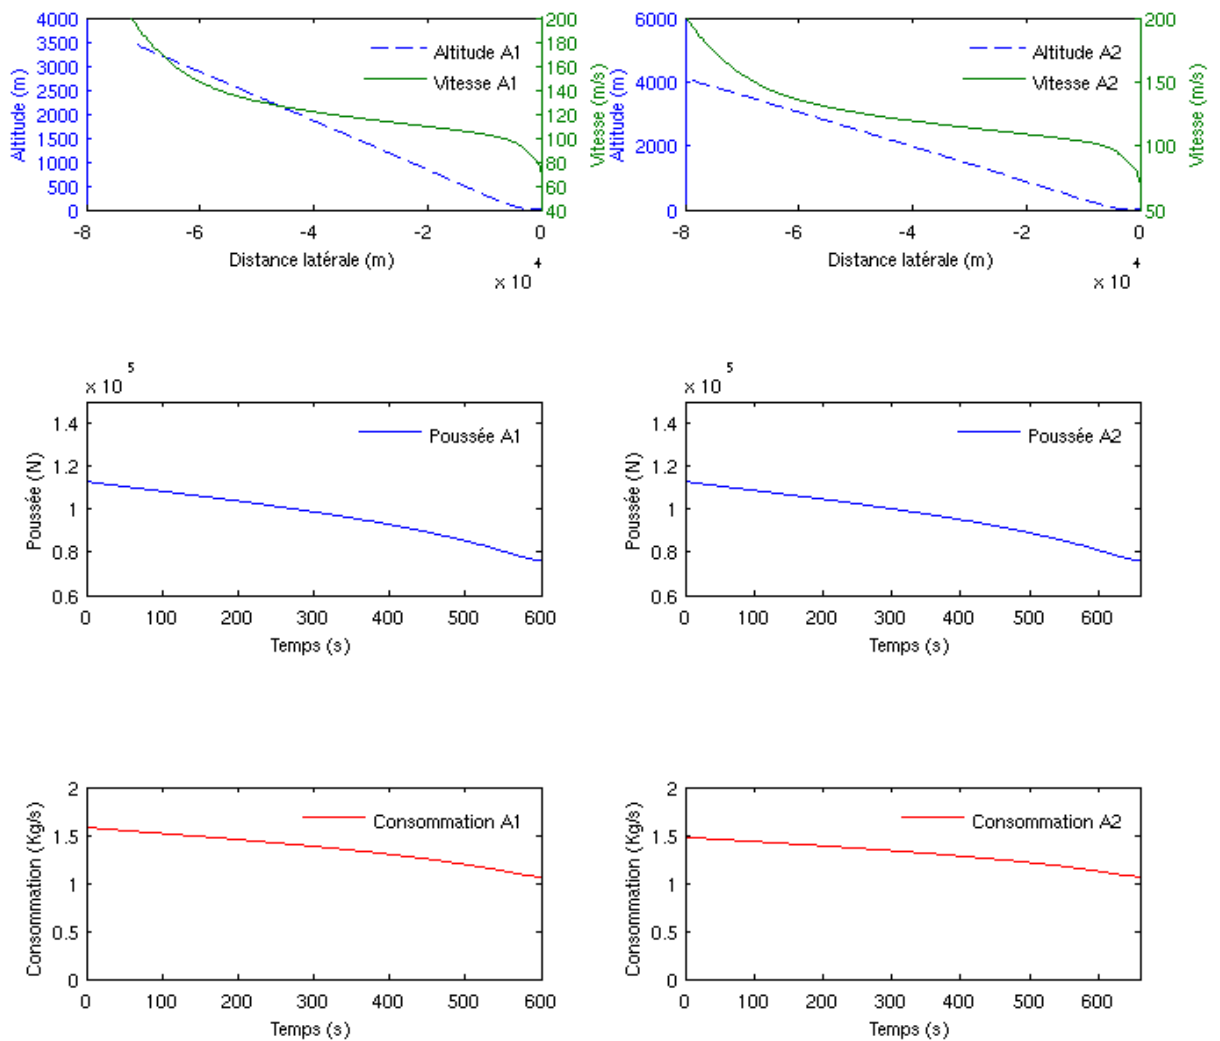 4000
3500
3000
2500
2000
1500
1000
500
0
Altitude (m)
Altitude A1
Vitesse A1
200
180
160
140
120
100
80
60
40
Vitesse (m/s)
-8 -6 -4 -2 0
Distance latérale (m)
x 10 4
6000
4000
2000
0
Altitude (m)
Altitude A2
Vitesse A2
200
150
100
50
Vitesse (m/s)
-8 -6 -4 -2 0
Distance latérale (m)
x 10 4
x 10 5
1.4
1.2
1
0.8
0.6
Poussée (N)
Poussée A1
0 100 200 300 400 500 600
Temps (s)
x 10 5
1.4
1.2
1
0.8
0.6
Poussée (N)
Poussée A2
0 100 200 300 400 500 600
Temps (s)
2
1.5
1
0.5
0
Consommation (Kg/s)
Consommation A1
0 100 200 300 400 500 600
Temps (s)
2
1.5
1
0.5
0
Consommation (Kg/s)
Consommation A2
0 100 200 300 400 500 600
Temps (s)